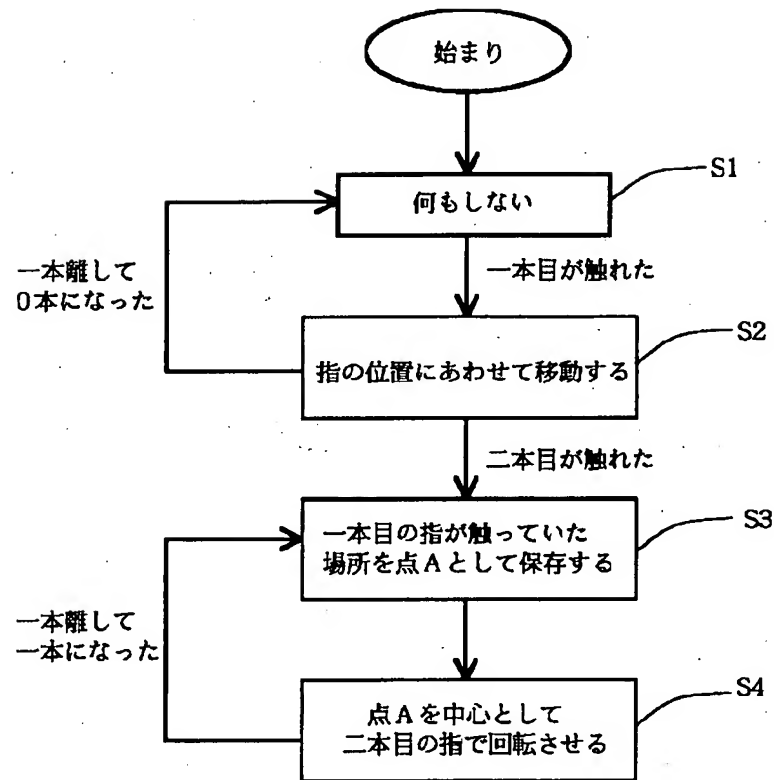 始まり
S1
何もしない
一本離して
0本になった
一本目が触れた
S2
指の位置にあわせて移動する
二本目が触れた
S3
一本目の指が触っていた
場所を点Aとして保存する
一本離して
一本になった
S4
点Aを中心として
二本目の指で回転させる